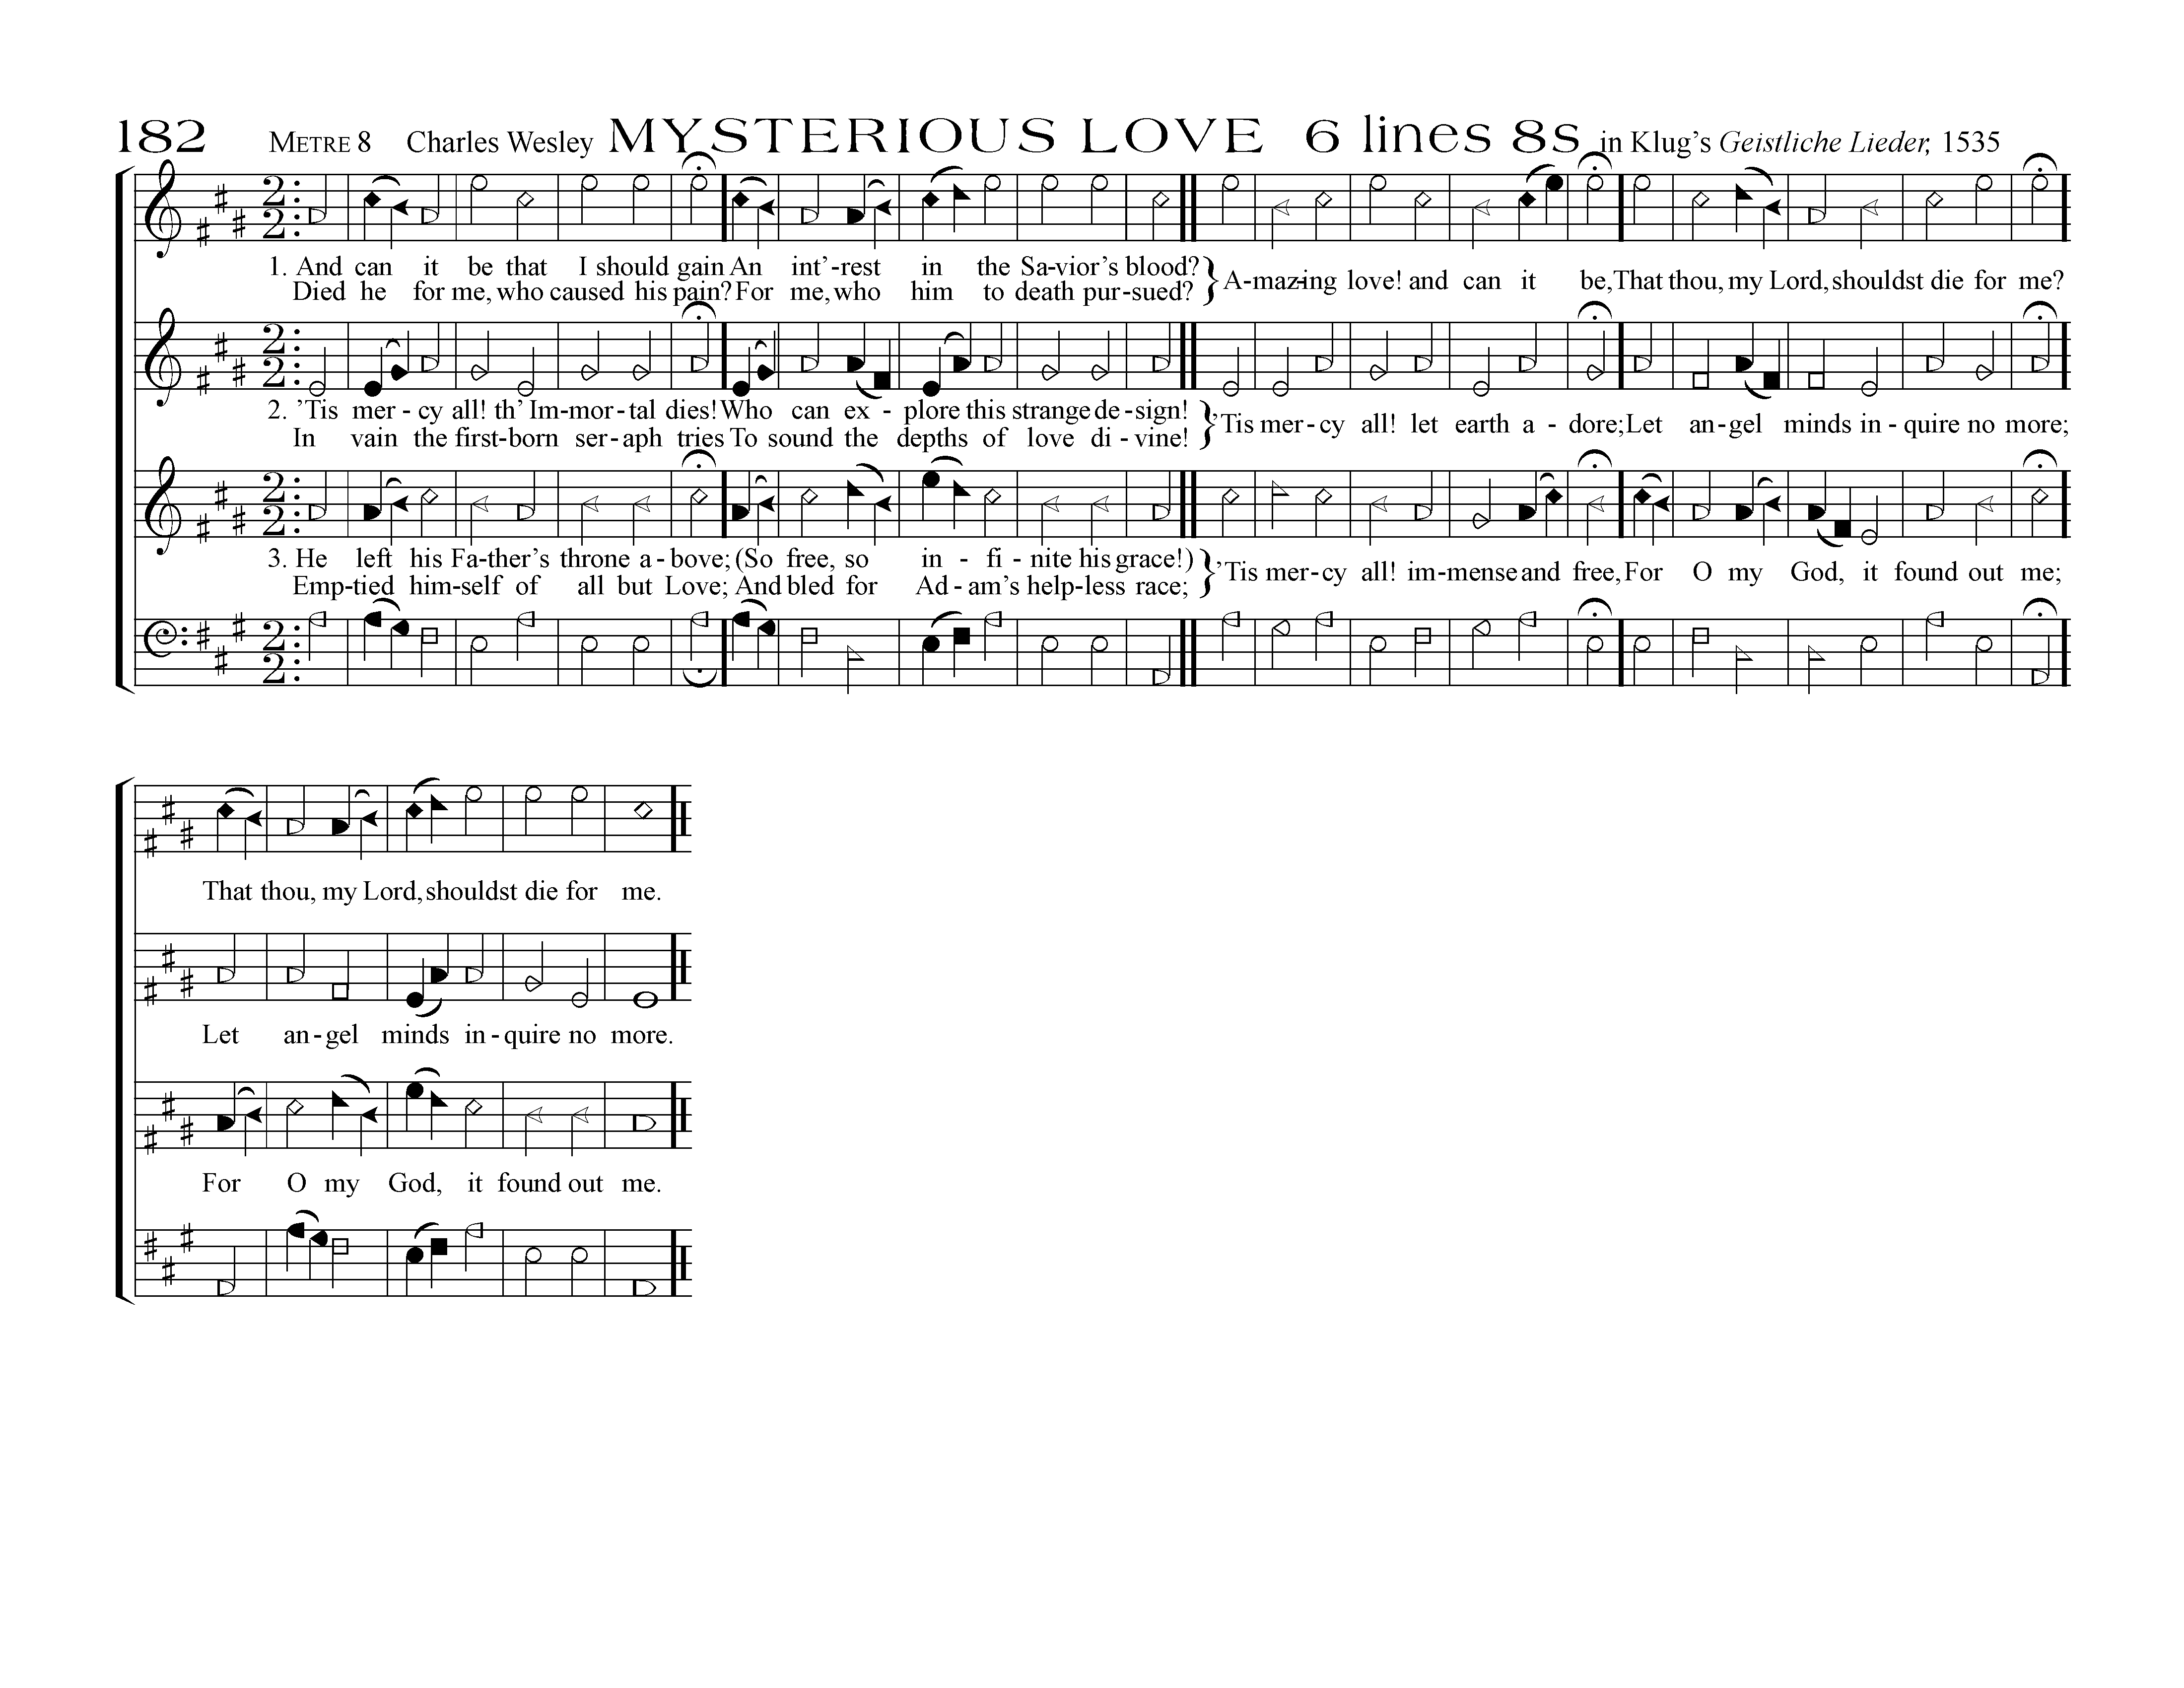 182 METRE 8 Charles Wesley MYSTERIOUS LOVE 6 lines 8s in Klug’s Geistliche Lieder, 1535
1. And can it be that I should gain An int’-rest in the Sa-vior’s blood? } A-maz-ing love! and can it be, That thou, my Lord, shouldst die for me?
Died he for me, who caused his pain? For me, who him to death pur-sued?
2. ’Tis mer-cy all! th’ Im-mor-tal dies! Who can ex-plore this strange de-sign! } ’Tis mer-cy all! let earth a-dore; Let an-gel minds in-quire no more;
In vain the first-born ser-aph tries To sound the depths of love di-vine!
3. He left his Fa-ther’s throne a-bove; (So free, so in-fi-nite his grace!) } ’Tis mer-cy all! im-mense and free, For O my God, it found out me;
Emp-tied him-self of all but Love; And bled for Ad-am’s help-less race;
That thou, my Lord, shouldst die for me.
Let an-gel minds in-quire no more.
For O my God, it found out me.